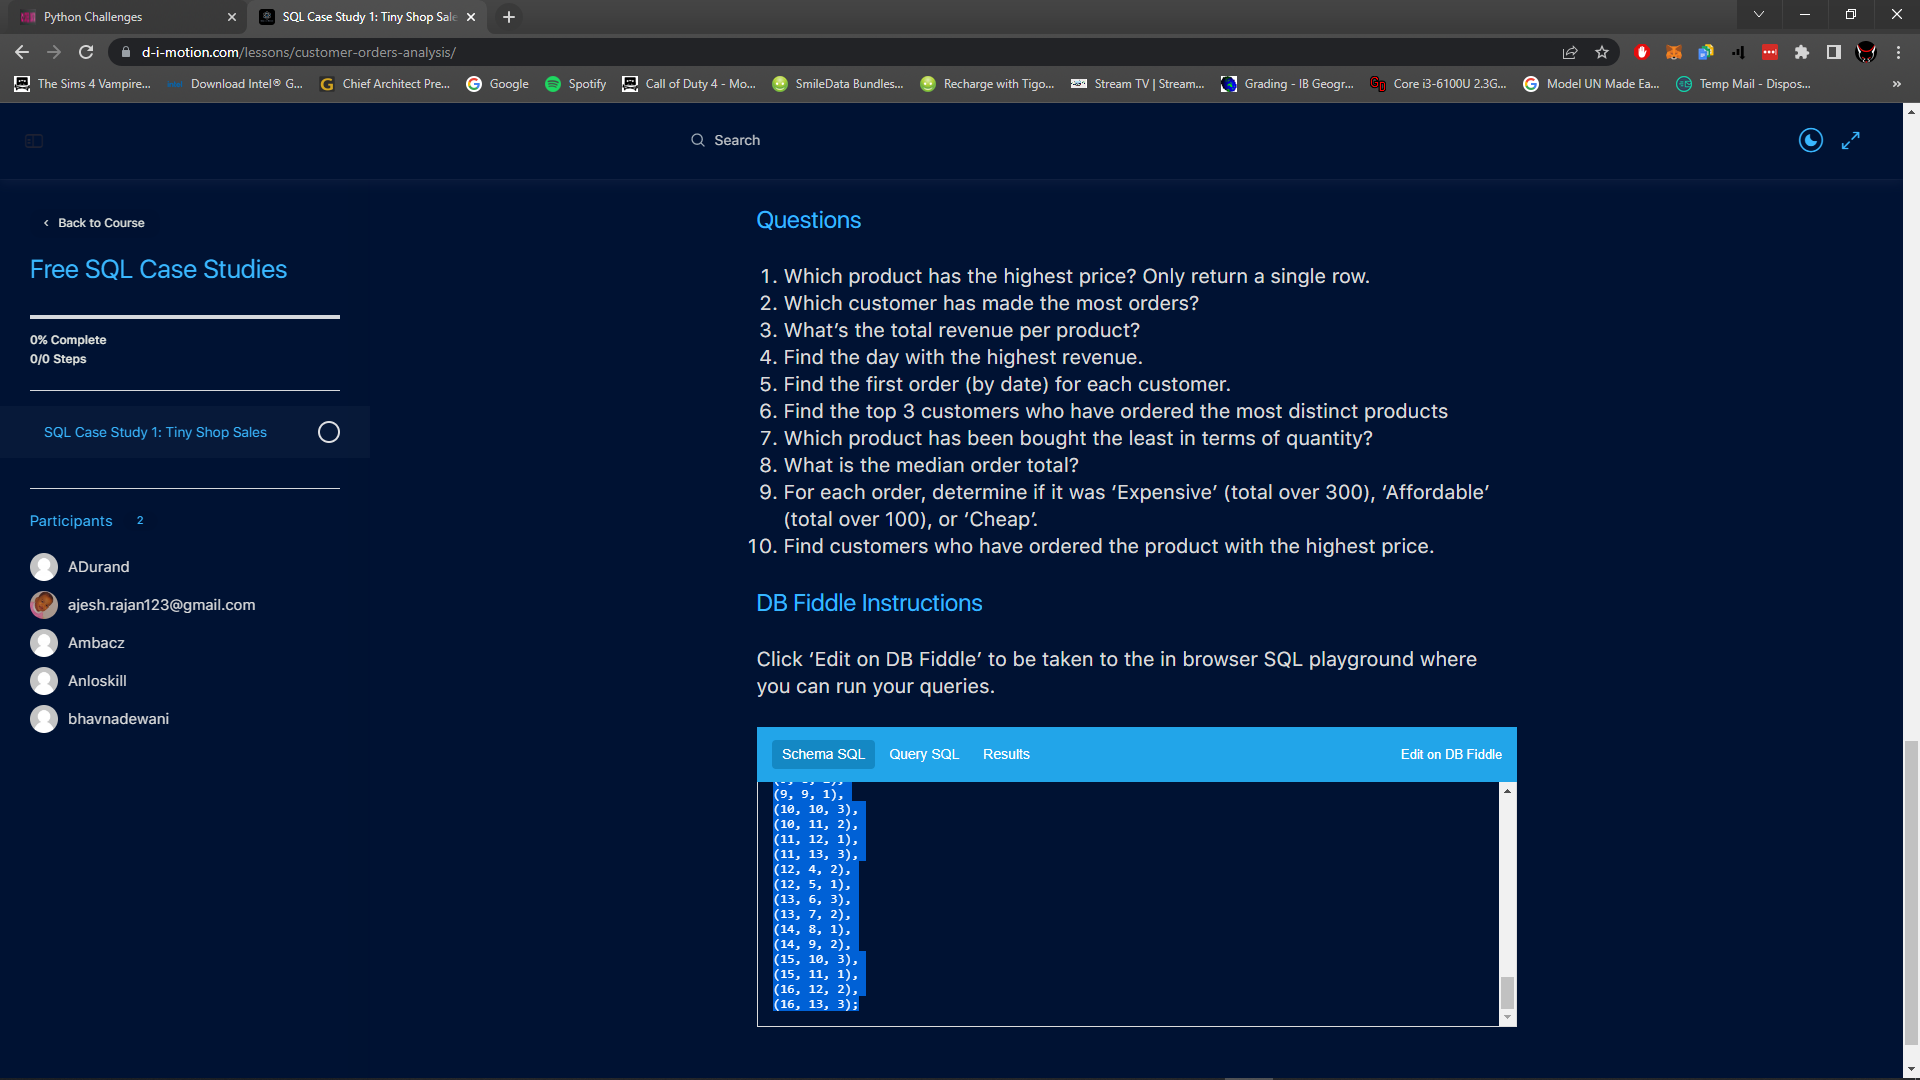 Python Challenges
SQL Case Study 1: Tiny Shop Sale
d-i-motion.com/lessons/customer-orders-analysis/
The Sims 4 Vampire...
Download Intel® G...
Chief Architect Pre...
Google
Spotify
Call of Duty 4 - Mo...
SmileData Bundles...
Recharge with Tigo...
Stream TV | Stream...
Grading - IB Geogr...
Core i3-6100U 2.3G...
Model UN Made Ea...
Temp Mail - Dispos...
»
Search
Back to Course
Free SQL Case Studies
0% Complete
0/0 Steps
SQL Case Study 1: Tiny Shop Sales
Participants 2
ADurand
ajesh.rajan123@gmail.com
Ambacz
Anloskill
bhavnadewani
Questions
1. Which product has the highest price? Only return a single row.
2. Which customer has made the most orders?
3. What’s the total revenue per product?
4. Find the day with the highest revenue.
5. Find the first order (by date) for each customer.
6. Find the top 3 customers who have ordered the most distinct products
7. Which product has been bought the least in terms of quantity?
8. What is the median order total?
9. For each order, determine if it was ‘Expensive’ (total over 300), ‘Affordable’
(total over 100), or ‘Cheap’.
10. Find customers who have ordered the product with the highest price.
DB Fiddle Instructions
Click ‘Edit on DB Fiddle’ to be taken to the in browser SQL playground where
you can run your queries.
Schema SQL Query SQL Results Edit on DB Fiddle
(9, 9, 1),
(10, 10, 3),
(10, 11, 2),
(11, 12, 1),
(11, 13, 3),
(12, 4, 2),
(12, 5, 1),
(13, 6, 3),
(13, 7, 2),
(14, 8, 1),
(14, 9, 2),
(15, 10, 3),
(15, 11, 1),
(16, 12, 2),
(16, 13, 3);